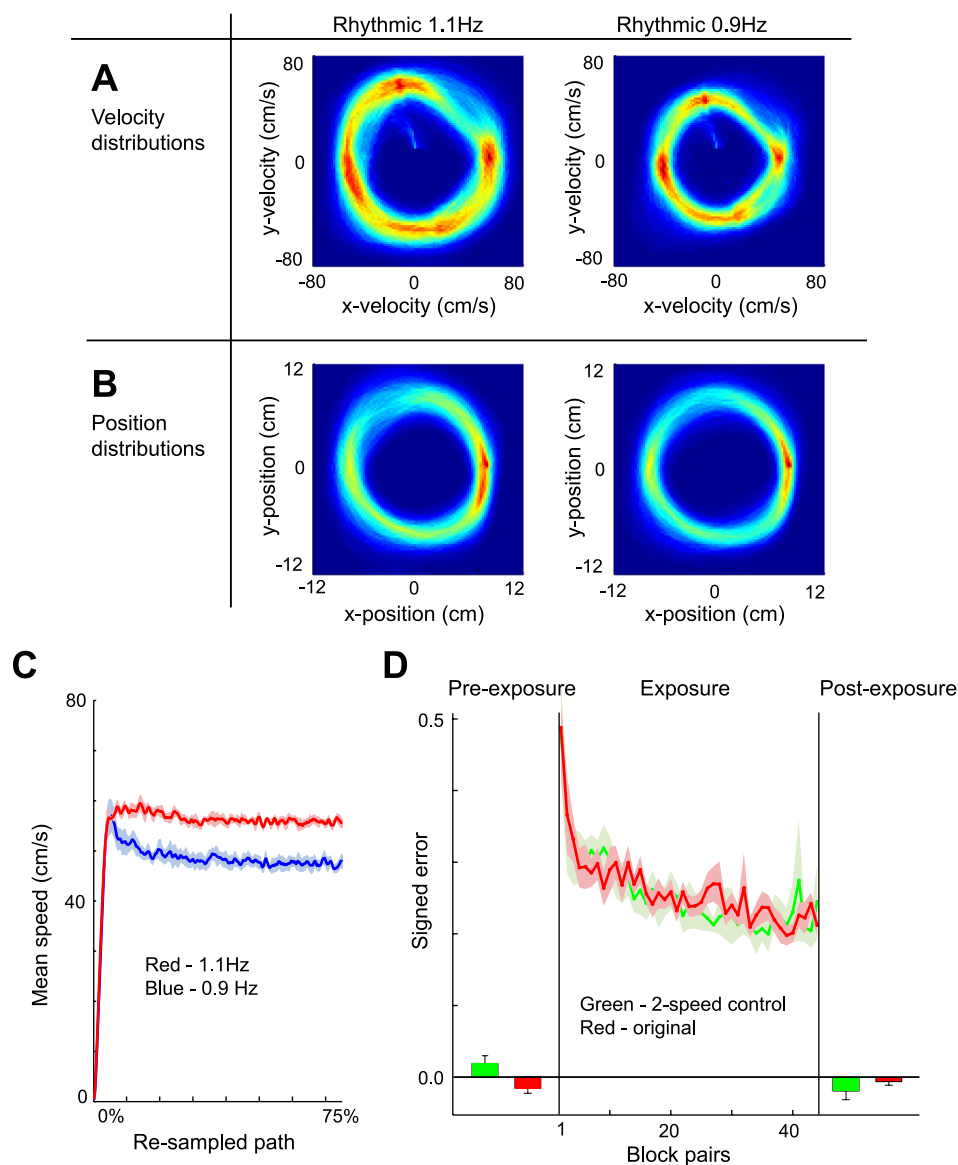 Rhythmic 1.1Hz
Rhythmic 0.9Hz
A
Velocity
distributions
80
0
-80
y-velocity (cm/s)
-80
0
80
x-velocity (cm/s)
80
0
-80
y-velocity (cm/s)
-80
0
80
x-velocity (cm/s)
B
Position
distributions
12
0
-12
y-position (cm)
-12
0
12
x-position (cm)
12
0
-12
y-position (cm)
-12
0
12
x-position (cm)
C
80
40
0
Mean speed (cm/s)
Red - 1.1Hz
Blue - 0.9 Hz
0%
75%
Re-sampled path
D
Pre-exposure
Exposure
Post-exposure
0.5
0.0
Signed error
Green - 2-speed control
Red - original
1
20
40
Block pairs